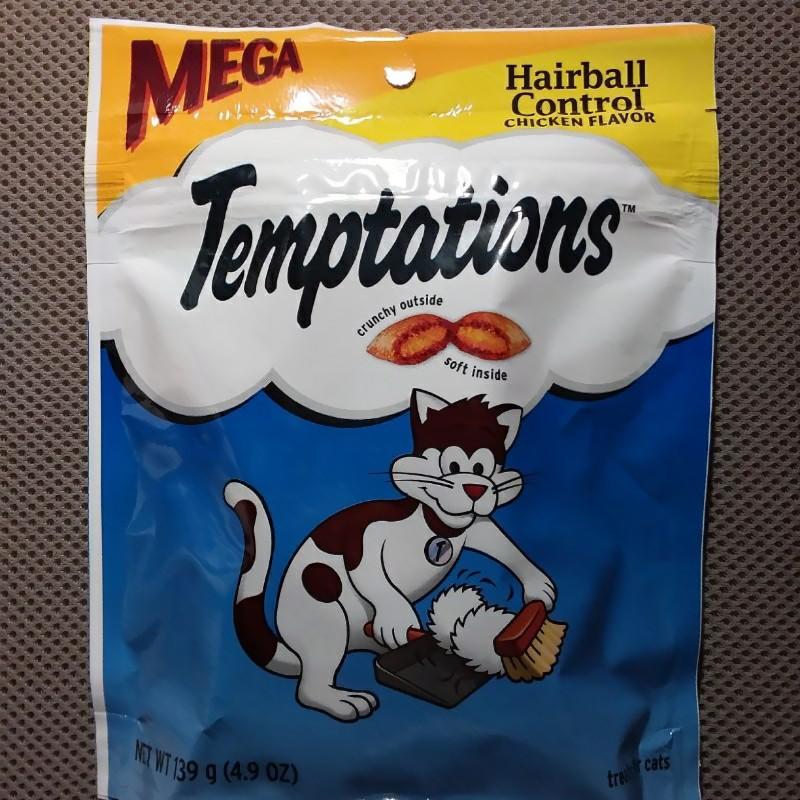 MEGA
Hairball
Control
CHICKEN FLAVOR
Temptations™
crunchy outside
soft inside
NET WT 139 g (4.9 OZ)
cats